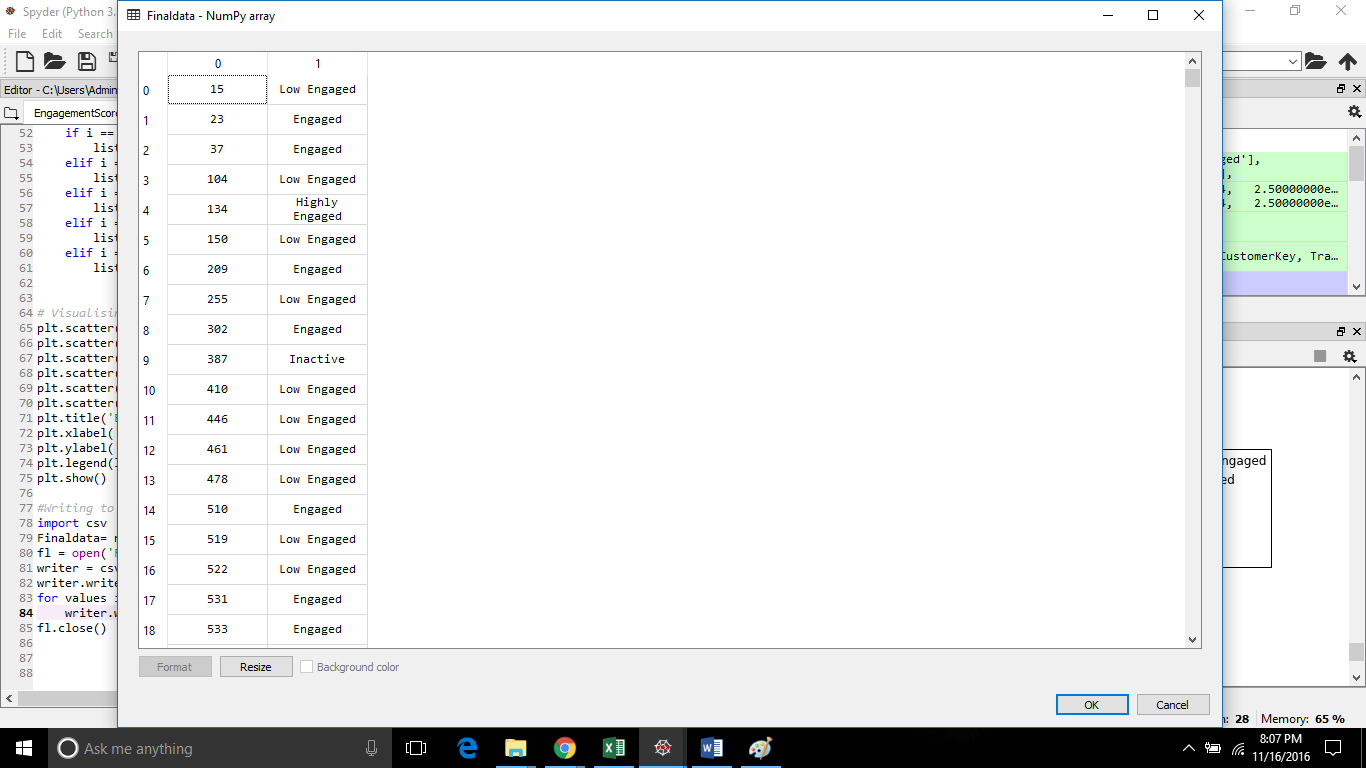 Spyder (Python 3.
Finaldata - NumPy array
File Edit Search
Editor - C:\Users\Admin
EngagementScore
52 if i ==
53 list
54 elif i =
55 list
56 elif i =
57 list
58 elif i =
59 list
60 elif i =
61 list
62
63
64 # Visualisin
65 plt.scatter(
66 plt.scatter(
67 plt.scatter(
68 plt.scatter(
69 plt.scatter(
70 plt.scatter(
71 plt.title('E
72 plt.xlabel(
73 plt.ylabel(
74 plt.legend(l
75 plt.show()
76
77 #Writing to
78 import csv
79 Finaldata= n
80 fl = open('F
81 writer = csv
82 writer.write
83 for values i
84 writer.w
85 fl.close()
86
87
88
0 1
0 15 Low Engaged
1 23 Engaged
2 37 Engaged
3 104 Low Engaged
4 134 Highly
Engaged
5 150 Low Engaged
6 209 Engaged
7 255 Low Engaged
8 302 Engaged
9 387 Inactive
10 410 Low Engaged
11 446 Low Engaged
12 461 Low Engaged
13 478 Low Engaged
14 510 Engaged
15 519 Low Engaged
16 522 Low Engaged
17 531 Engaged
18 533 Engaged
Format Resize Background color
OK Cancel
ged'],
],
4, 2.50000000e…
4, 2.50000000e…
CustomerKey, Tra…
ngaged
ed
n: 28 Memory: 65 %
Ask me anything
8:07 PM
11/16/2016